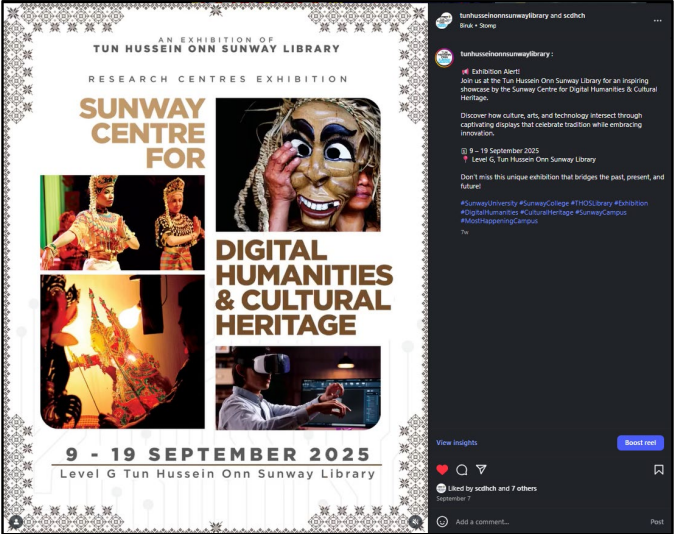 AN EXHIBITION OF
TUN HUSSEIN ONN SUNWAY LIBRARY
RESEARCH CENTRES EXHIBITION
SUNWAY
CENTRE
FOR
DIGITAL
HUMANITIES
& CULTURAL
HERITAGE
9 - 19 SEPTEMBER 2025
Level G Tun Hussein Onn Sunway Library
tunhusseinonnsunwaylibrary and scdhch
Biruk • Stomp
tunhusseinonnsunwaylibrary :
Exhibition Alert!
Join us at the Tun Hussein Onn Sunway Library for an inspiring
showcase by the Sunway Centre for Digital Humanities & Cultural
Heritage.
Discover how culture, arts, and technology intersect through
captivating displays that celebrate tradition while embracing
innovation.
9 – 19 September 2025
Level G, Tun Hussein Onn Sunway Library
Don't miss this unique exhibition that bridges the past, present, and
future!
#SunwayUniversity #SunwayCollege #THOSLibrary #Exhibition
#DigitalHumanities #CulturalHeritage #SunwayCampus
#MostHappeningCampus
7w
View insights
Boost reel
Liked by scdhch and 7 others
September 7
Add a comment...
Post